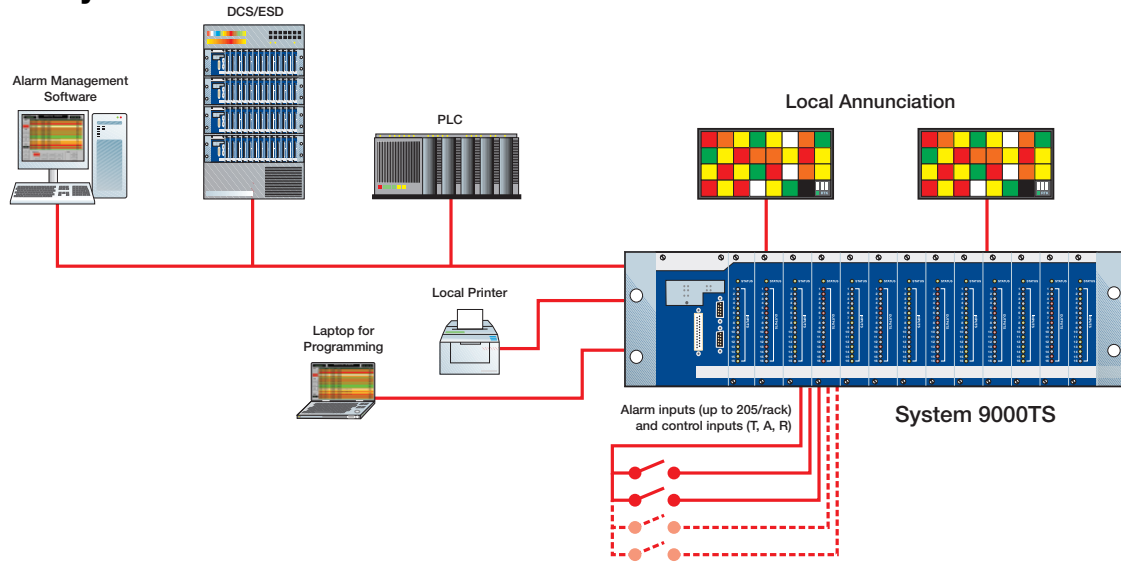 DCS/ESD
Alarm Management
Software
PLC
Local Annunciation
Local Printer
Laptop for
Programming
Alarm inputs (up to 205/rack)
and control inputs (T, A, R)
System 9000TS